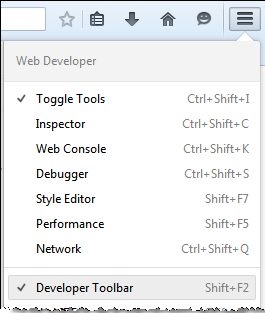 Web Developer
Toggle Tools Ctrl+Shift+I
Inspector Ctrl+Shift+C
Web Console Ctrl+Shift+K
Debugger Ctrl+Shift+S
Style Editor Shift+F7
Performance Shift+F5
Network Ctrl+Shift+Q
Developer Toolbar Shift+F2